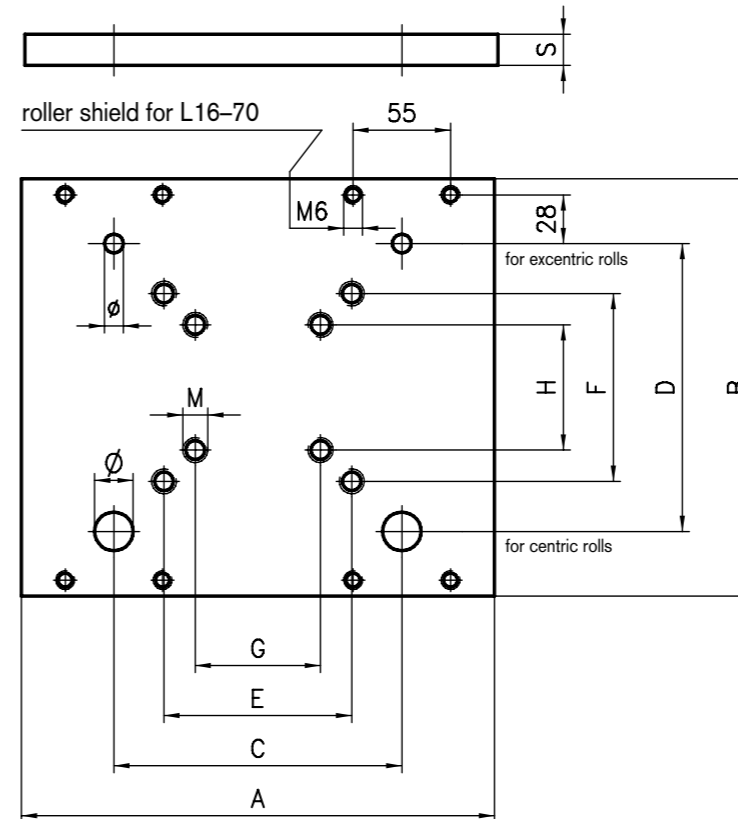 S
roller shield for L16–70
55
M6
28
for excentric rolls
ø
M
H
F
D
Ø
for centric rolls
G
E
C
A